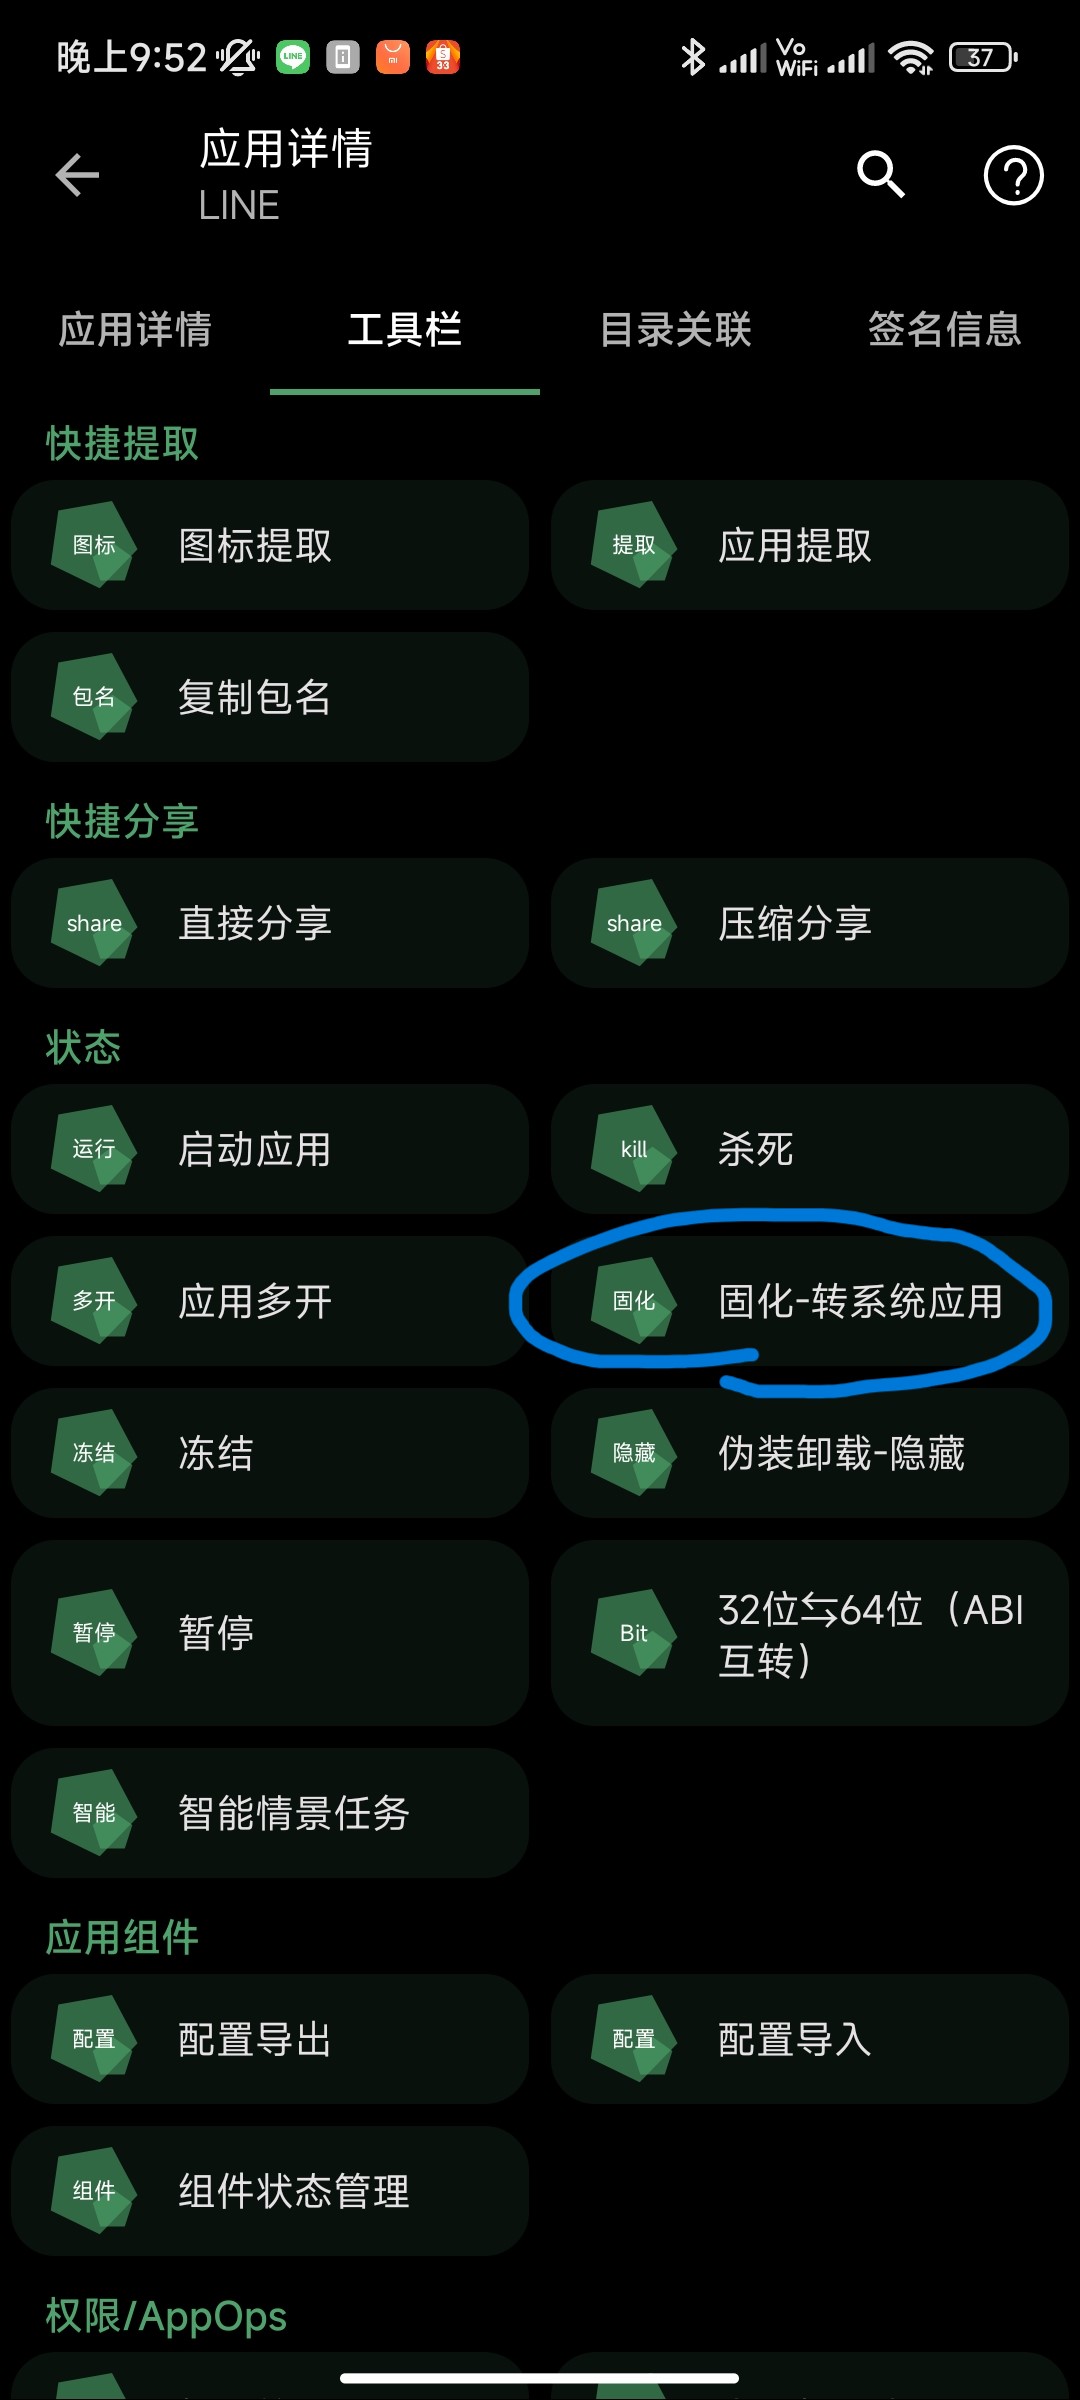 晚上9:52
LINE
33
Vo
WiFi
37
应用详情
LINE
应用详情
工具栏
目录关联
签名信息
快捷提取
图标
图标提取
提取
应用提取
包名
复制包名
快捷分享
share
直接分享
share
压缩分享
状态
运行
启动应用
kill
杀死
多开
应用多开
固化
固化-转系统应用
冻结
冻结
隐藏
伪装卸载-隐藏
暂停
暂停
Bit
32位⇆64位（ABI
互转）
智能
智能情景任务
应用组件
配置
配置导出
配置
配置导入
组件
组件状态管理
权限/AppOps